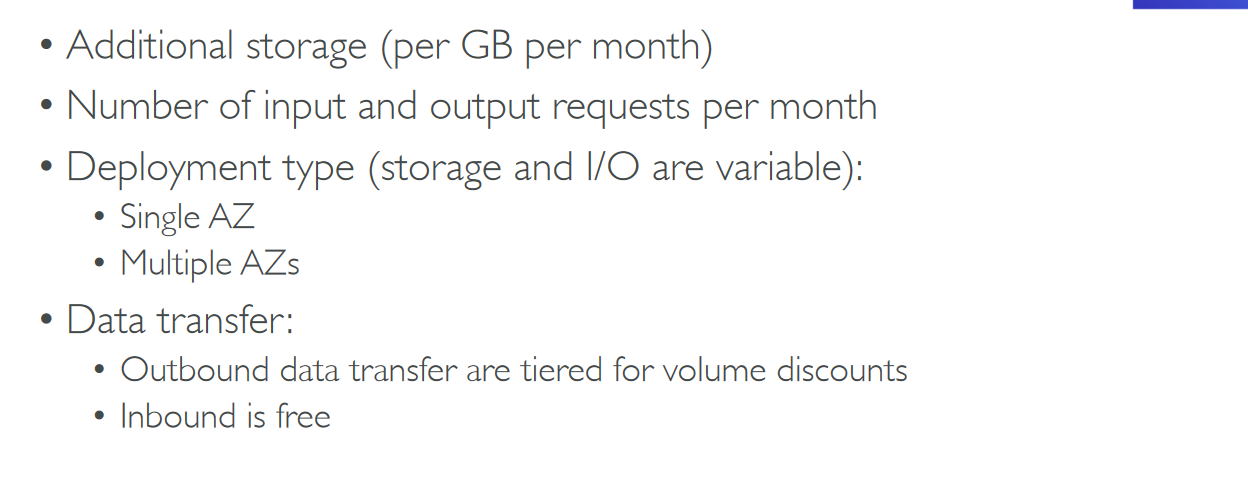 • Additional storage (per GB per month)
• Number of input and output requests per month
• Deployment type (storage and I/O are variable):
• Single AZ
• Multiple AZs
• Data transfer:
• Outbound data transfer are tiered for volume discounts
• Inbound is free